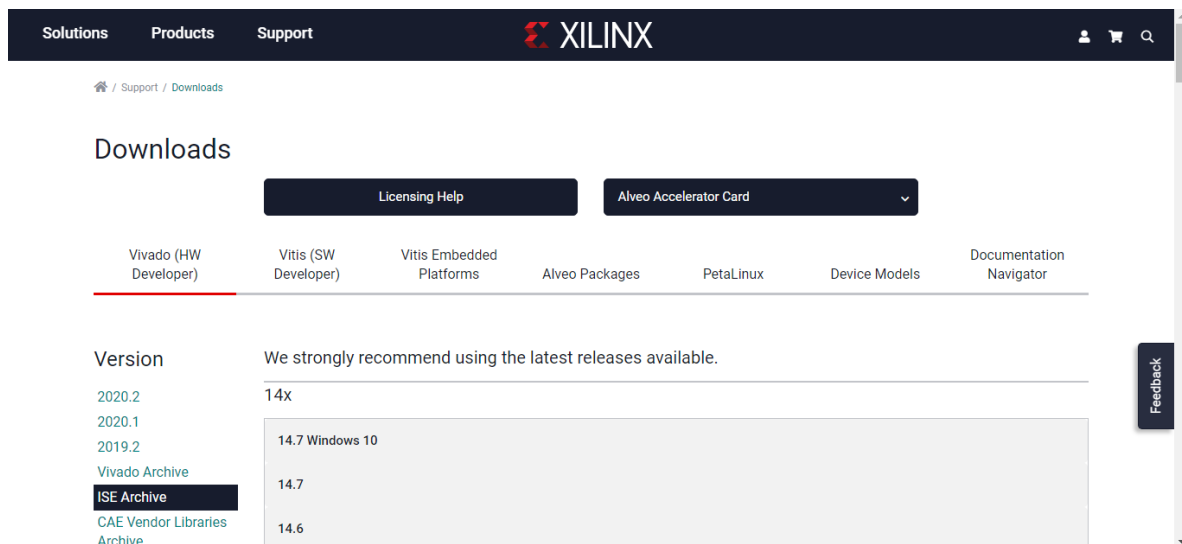 Solutions Products Support XILINX
/ Support / Downloads
Downloads
Licensing Help
Alveo Accelerator Card
Vivado (HW Developer)
Vitis (SW Developer)
Vitis Embedded Platforms
Alveo Packages
PetaLinux
Device Models
Documentation Navigator
Version
2020.2
2020.1
2019.2
Vivado Archive
ISE Archive
CAE Vendor Libraries
Archive
We strongly recommend using the latest releases available.
14x
14.7 Windows 10
14.7
14.6
Feedback